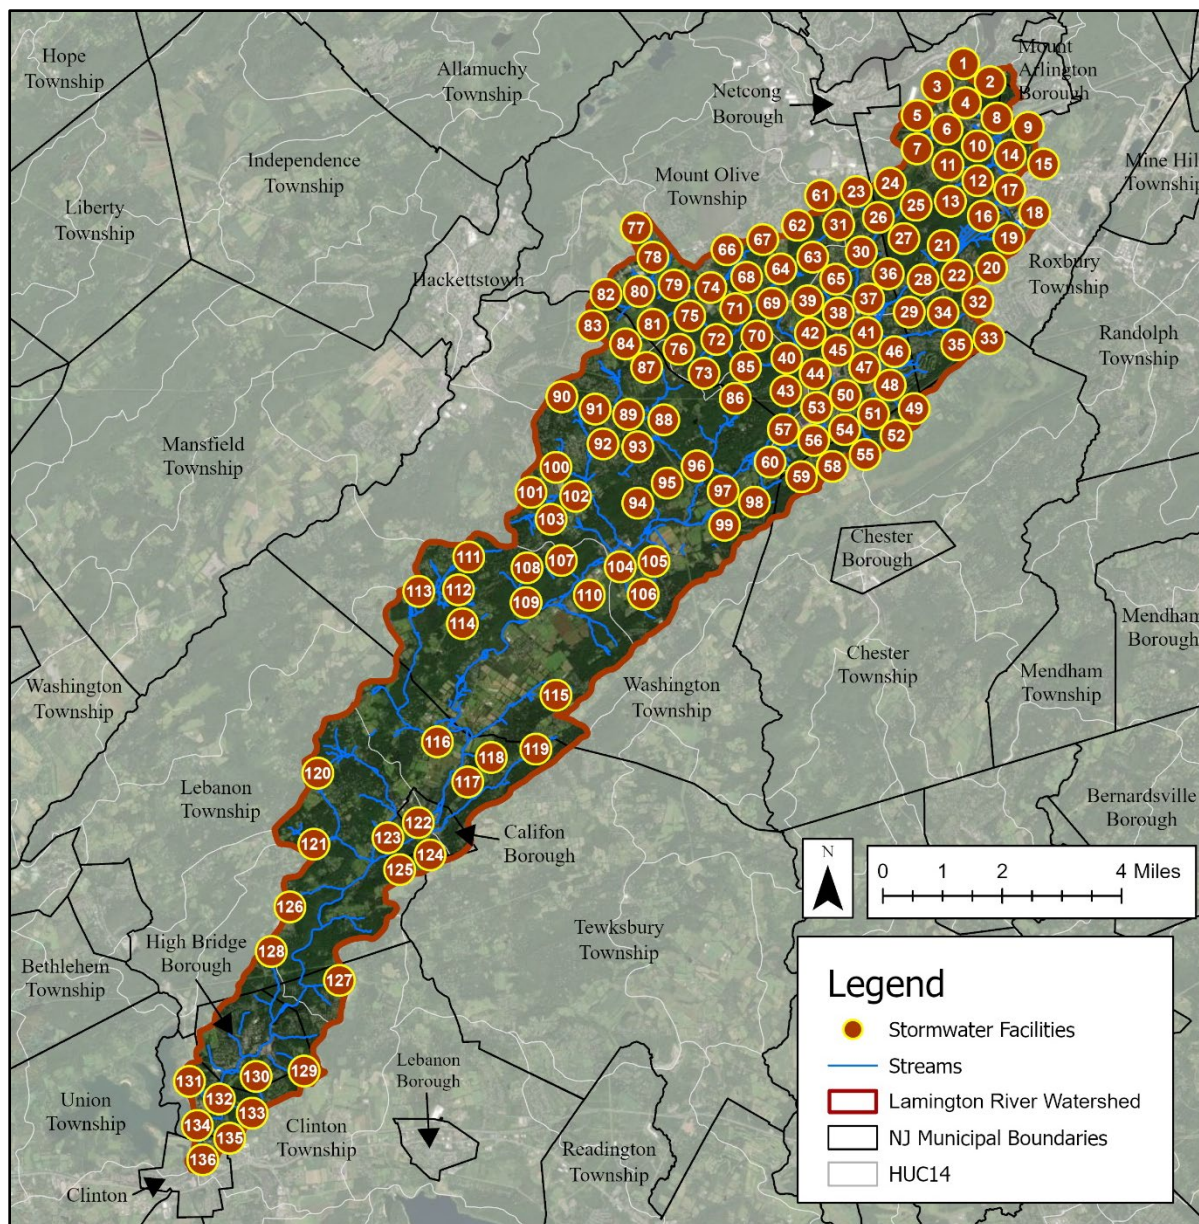 Hope
Township
Allamuchy
Township
Mount
Arlington
Borough
Netcong
Borough
Independence
Township
Liberty
Township
Mount Olive
Township
Mine Hill
Township
Hackettstown
Roxbury
Township
Randolph
Township
Mansfield
Township
Chester
Borough
Mendham
Borough
Chester
Township
Mendham
Township
Washington
Township
Washington
Township
Lebanon
Township
Bernardsville
Borough
Califon
Borough
Tewksbury
Township
High Bridge
Borough
Bethlehem
Township
Lebanon
Borough
Union
Township
Clinton
Township
Readington
Township
Clinton
1
2
3
4
5
6
7
8
9
10
11
12
13
14
15
16
17
18
19
20
21
22
23
24
25
26
27
28
29
30
31
32
33
34
35
36
37
38
39
40
41
42
43
44
45
46
47
48
49
50
51
52
53
54
55
56
57
58
59
60
61
62
63
64
65
66
67
68
69
70
71
72
73
74
75
76
77
78
79
80
81
82
83
84
85
86
87
88
89
90
91
92
93
94
95
96
97
98
99
100
101
102
103
104
105
106
107
108
109
110
111
112
113
114
115
116
117
118
119
120
121
122
123
124
125
126
127
128
129
130
131
132
133
134
135
136
N
0 2 4 Miles
Legend
Stormwater Facilities
Streams
Lamington River Watershed
NJ Municipal Boundaries
HUC14